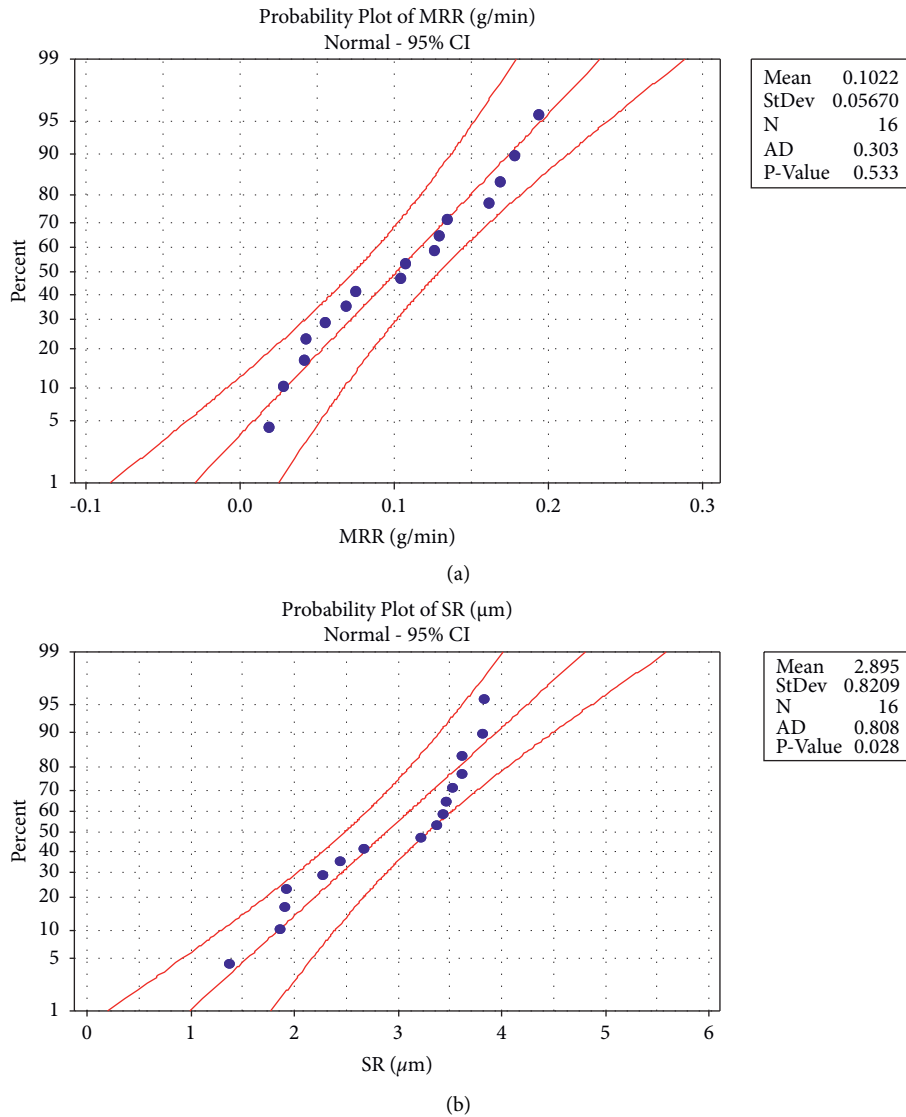 Probability Plot of MRR (g/min)
Normal - 95% CI
99
95
90
80
70
60
50
40
30
20
10
5
1
Percent
-0.1 0.0 0.1 0.2 0.3
MRR (g/min)
Mean 0.1022
StDev 0.05670
N 16
AD 0.303
P-Value 0.533
(a)
Probability Plot of SR (µm)
Normal - 95% CI
99
95
90
80
70
60
50
40
30
20
10
5
1
Percent
0 1 2 3 4 5 6
SR (µm)
Mean 2.895
StDev 0.8209
N 16
AD 0.808
P-Value 0.028
(b)